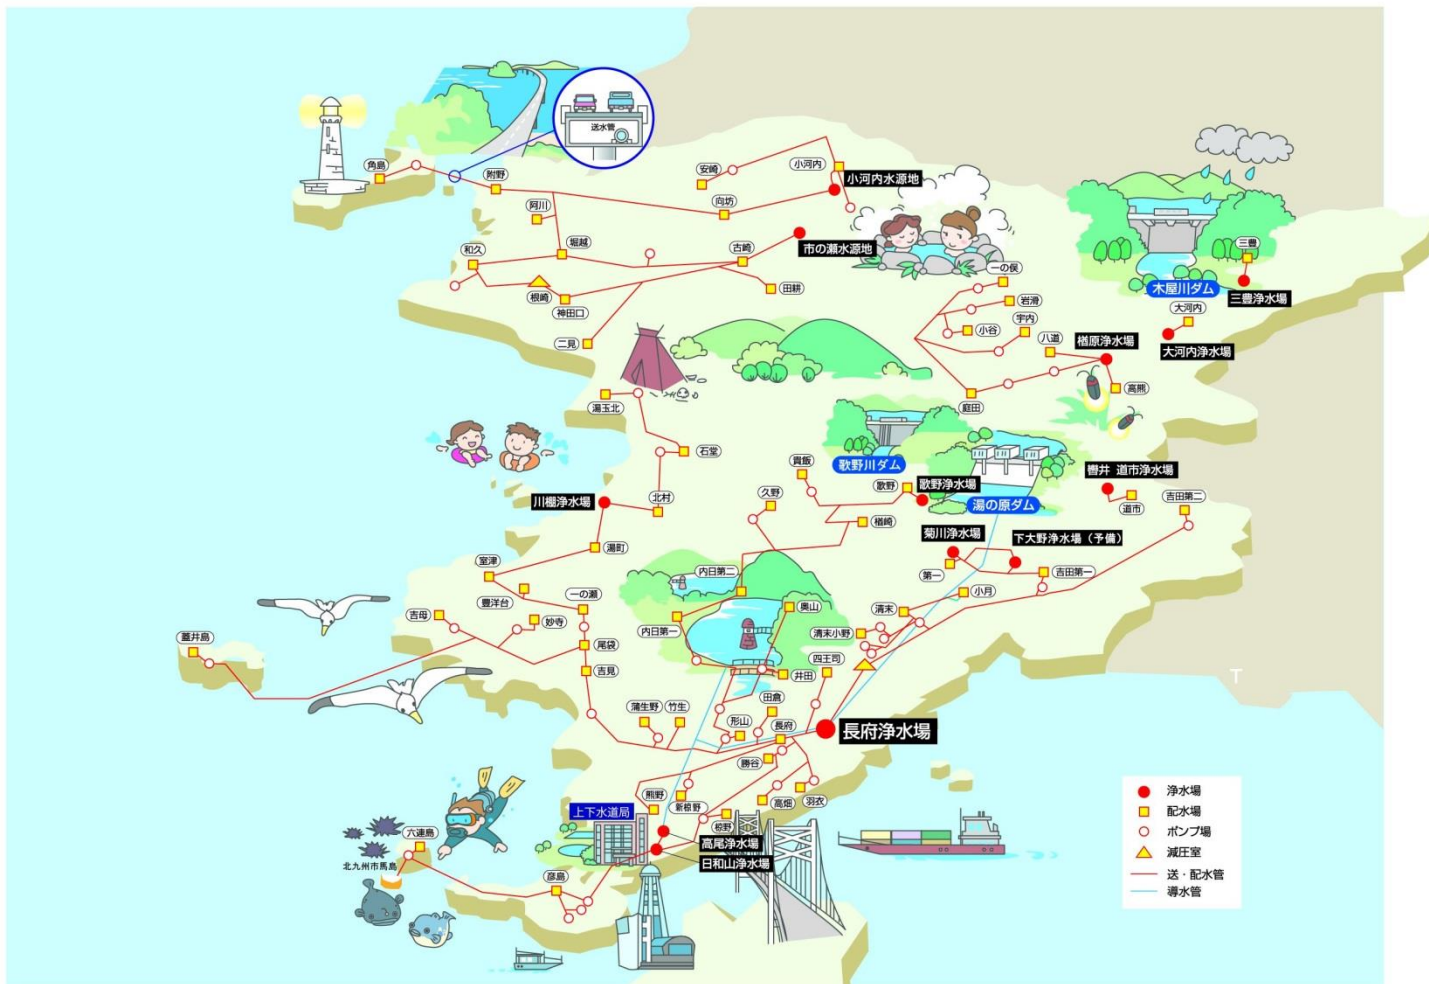 送水管
角島
附野
安崎
小河内
小河内水源地
向坊
阿川
堀越
和久
古崎
市の瀬水源地
田耕
根崎
神田口
二見
一の俣
岩滑
宇内
小谷
八道
楢原浄水場
高熊
庭田
三豊
三豊浄水場
木屋川ダム
大河内
大河内浄水場
湯玉北
石堂
北村
川棚浄水場
湯町
室津
豊洋台
一の瀬
吉母
妙寺
尾袋
吉見
蓋井島
貴飯
久野
歌野川ダム
歌野
歌野浄水場
湯の原ダム
楢崎
轡井 道市浄水場
道市
吉田第二
菊川浄水場
下大野浄水場(予備)
第一
吉田第一
小月
清末
清末小野
内日第二
内日第一
奥山
井田
四王司
蒲生野
竹生
形山
田倉
長府
長府浄水場
勝谷
高畑
羽衣
熊野
新椋野
椋野
上下水道局
高尾浄水場
日和山浄水場
六連島
北九州市馬島
彦島
T
浄水場
配水場
ポンプ場
減圧室
送・配水管
導水管